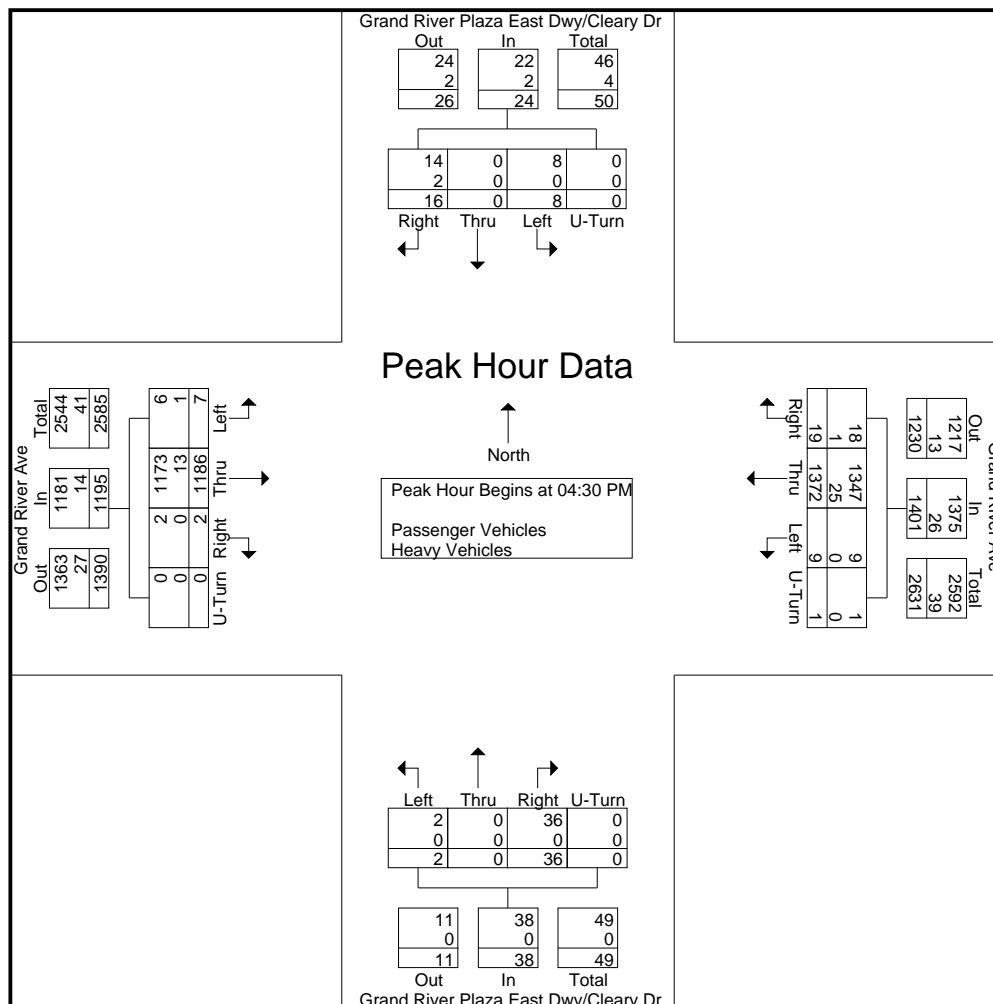 Grand River Plaza East Dwy/Cleary Dr
Out In Total
24 22 46
2 2 4
26 24 50
14 0 8 0
2 0 0 0
16 0 8 0
Right Thru Left U-Turn
Peak Hour Data
North
Peak Hour Begins at 04:30 PM
Passenger Vehicles
Heavy Vehicles
Grand River Ave
Out In Total
1363 1181 2544
27 14 41
1390 1195 2585
6 1173 2 0
1 13 0 0
7 1186 2 0
Left Thru Right U-Turn
Grand River Ave
Out In Total
1217 1375 2592
13 26 39
1230 1401 2631
18 1347 9 1
1 25 0 0
19 1372 9 1
Right Thru Left U-Turn
Left Thru Right U-Turn
2 0 36 0
0 0 0 0
2 0 36 0
11 38 49
0 0 0
11 38 49
Out In Total
Grand River Plaza East Dwy/Cleary Dr